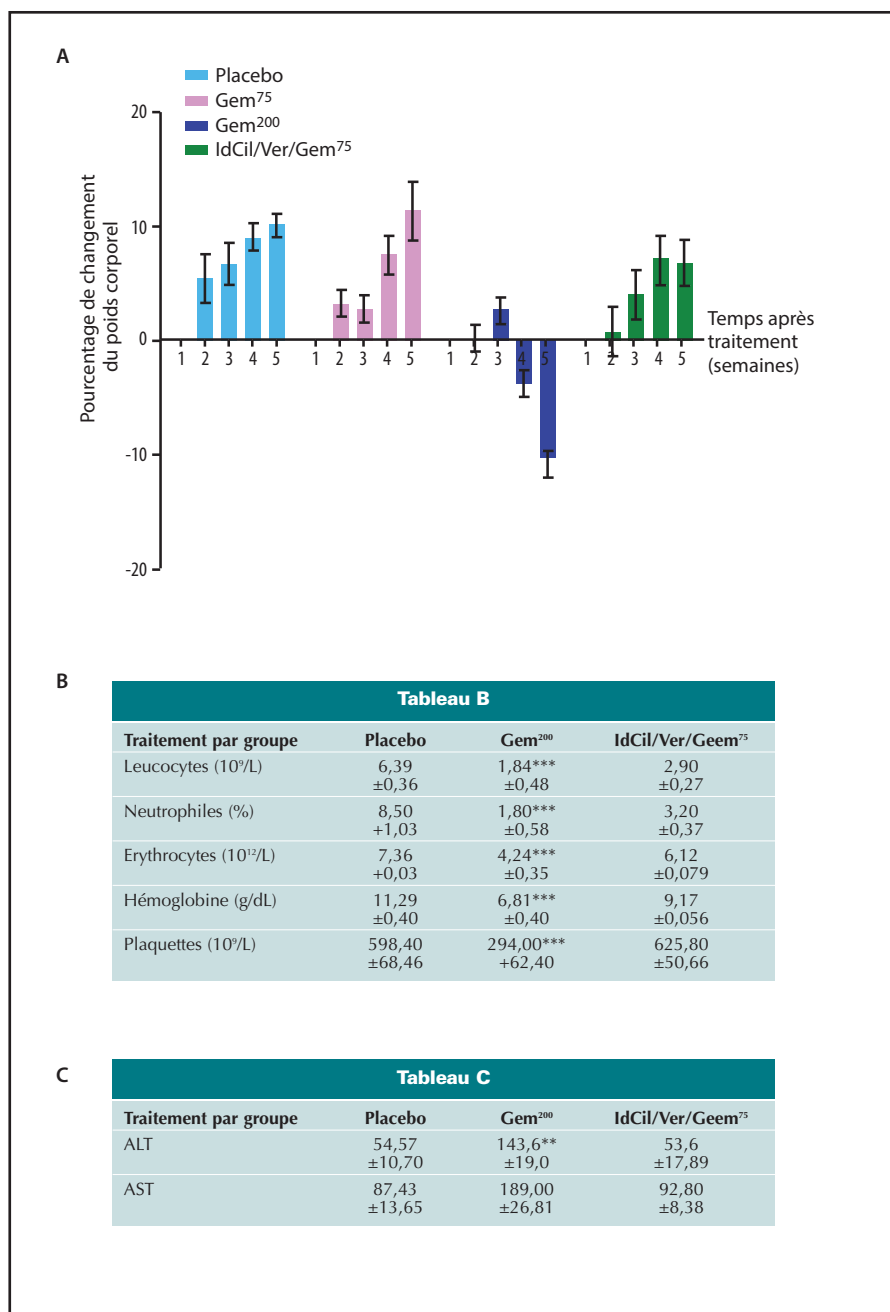 A
Placebo
Gem⁷⁵
Gem²⁰⁰
IdCil/Ver/Gem⁷⁵
Pourcentage de changement
du poids corporel
20
10
0
-10
-20
1 2 3 4 5 1 2 3 4 5 1 2 3 4 5 1 2 3 4 5
Temps après
traitement
(semaines)
B
Tableau B
Traitement par groupe Placebo Gem²⁰⁰ IdCil/Ver/Geem⁷⁵
Leucocytes (10⁹/L) 6,39 1,84*** 2,90
±0,36 ±0,48 ±0,27
Neutrophiles (%) 8,50 1,80*** 3,20
+1,03 ±0,58 ±0,37
Erythrocytes (10¹²/L) 7,36 4,24*** 6,12
+0,03 ±0,35 ±0,079
Hémoglobine (g/dL) 11,29 6,81*** 9,17
±0,40 ±0,40 ±0,056
Plaquettes (10⁹/L) 598,40 294,00*** 625,80
±68,46 +62,40 ±50,66
C
Tableau C
Traitement par groupe Placebo Gem²⁰⁰ IdCil/Ver/Geem⁷⁵
ALT 54,57 143,6** 53,6
±10,70 ±19,0 ±17,89
AST 87,43 189,00 92,80
±13,65 ±26,81 ±8,38